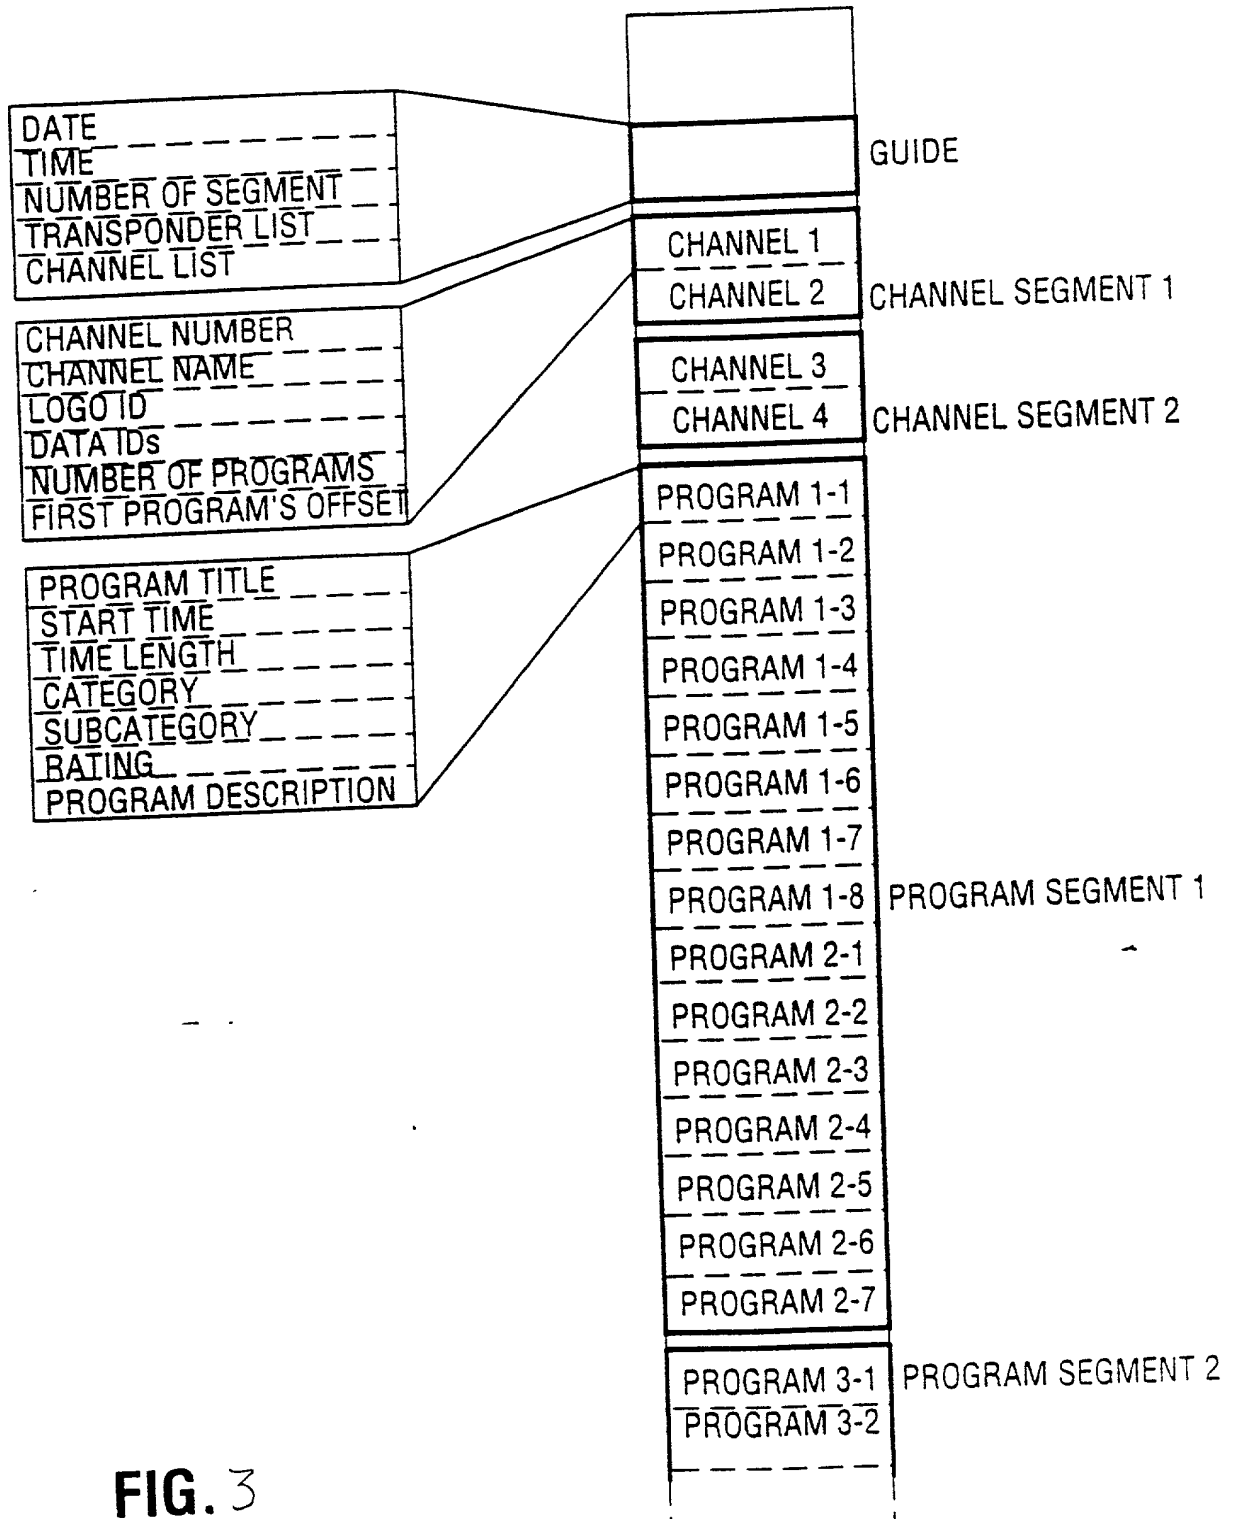 DATE
TIME
NUMBER OF SEGMENT
TRANSPONDER LIST
CHANNEL LIST
CHANNEL NUMBER
CHANNEL NAME
LOGO ID
DATA IDs
NUMBER OF PROGRAMS
FIRST PROGRAM'S OFFSET
PROGRAM TITLE
START TIME
TIME LENGTH
CATEGORY
SUBCATEGORY
RATING
PROGRAM DESCRIPTION
GUIDE
CHANNEL 1
CHANNEL 2
CHANNEL SEGMENT 1
CHANNEL 3
CHANNEL 4
CHANNEL SEGMENT 2
PROGRAM 1-1
PROGRAM 1-2
PROGRAM 1-3
PROGRAM 1-4
PROGRAM 1-5
PROGRAM 1-6
PROGRAM 1-7
PROGRAM 1-8
PROGRAM SEGMENT 1
PROGRAM 2-1
PROGRAM 2-2
PROGRAM 2-3
PROGRAM 2-4
PROGRAM 2-5
PROGRAM 2-6
PROGRAM 2-7
PROGRAM 3-1
PROGRAM SEGMENT 2
PROGRAM 3-2
FIG. 3